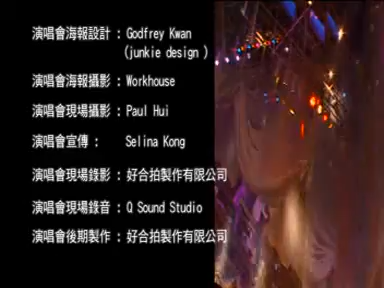 演唱會海報設計 : Godfrey Kwan
(junkie design )
演唱會海報攝影 : Workhouse
演唱會現場攝影 : Paul Hui
演唱會宣傳 : Selina Kong
演唱會現場錄影 : 好合拍製作有限公司
演唱會現場錄音 : Q Sound Studio
演唱會後期製作 : 好合拍製作有限公司